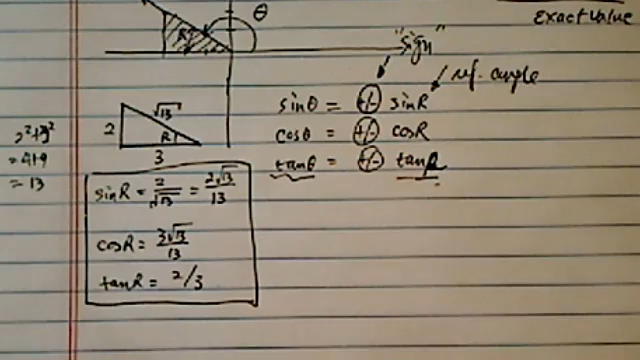 Exact Value
θ
R
"sign"
ref. angle
sinθ = +/- sinR
cosθ = +/- cosR
tanθ = +/- tanR
√13
2
R
3
2²+3²
= 4+9
= 13
sinR = 2/√13 = 2√13/13
cosR = 3√13/13
tanR = 2/3